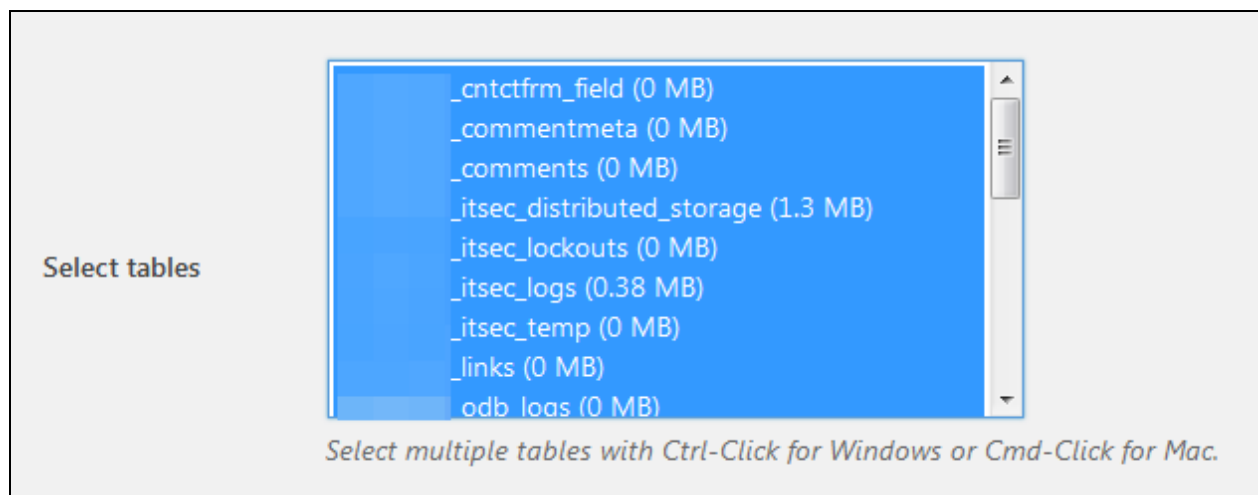 Select tables
_cntctfrm_field (0 MB)
_commentmeta (0 MB)
_comments (0 MB)
_itsec_distributed_storage (1.3 MB)
_itsec_lockouts (0 MB)
_itsec_logs (0.38 MB)
_itsec_temp (0 MB)
_links (0 MB)
_odb_logs (0 MB)
Select multiple tables with Ctrl-Click for Windows or Cmd-Click for Mac.